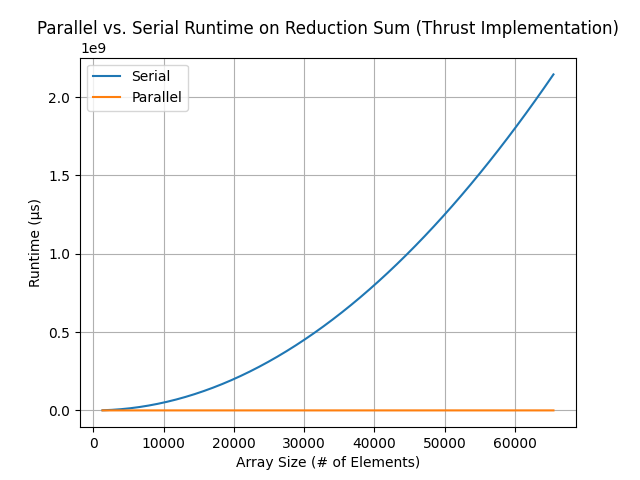 Parallel vs. Serial Runtime on Reduction Sum (Thrust Implementation)
1e9
Serial
Parallel
2.0
1.5
1.0
0.5
0.0
Runtime (μs)
0 10000 20000 30000 40000 50000 60000
Array Size (# of Elements)